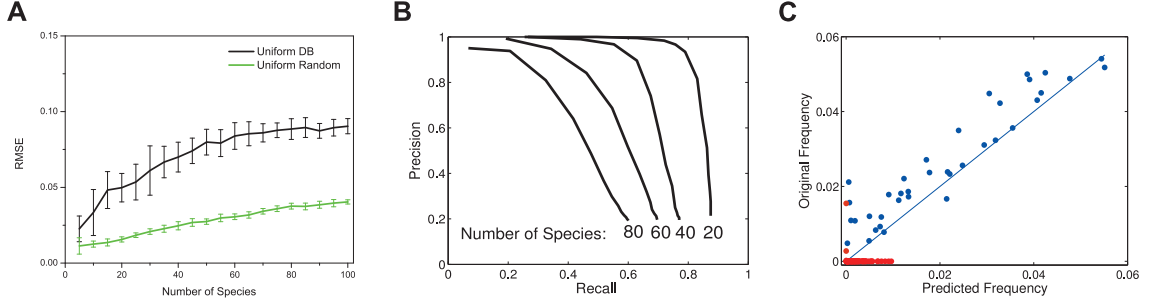 A
0.15
0.10
0.05
0.00
RMSE
Uniform DB
Uniform Random
0
20
40
60
80
100
Number of Species
B
1
0.8
0.6
0.4
0.2
Precision
Number of Species: 80 60 40 20
0
0.2
0.4
0.6
0.8
1
Recall
C
0.06
0.04
0.02
0
Original Frequency
0
0.02
0.04
0.06
Predicted Frequency